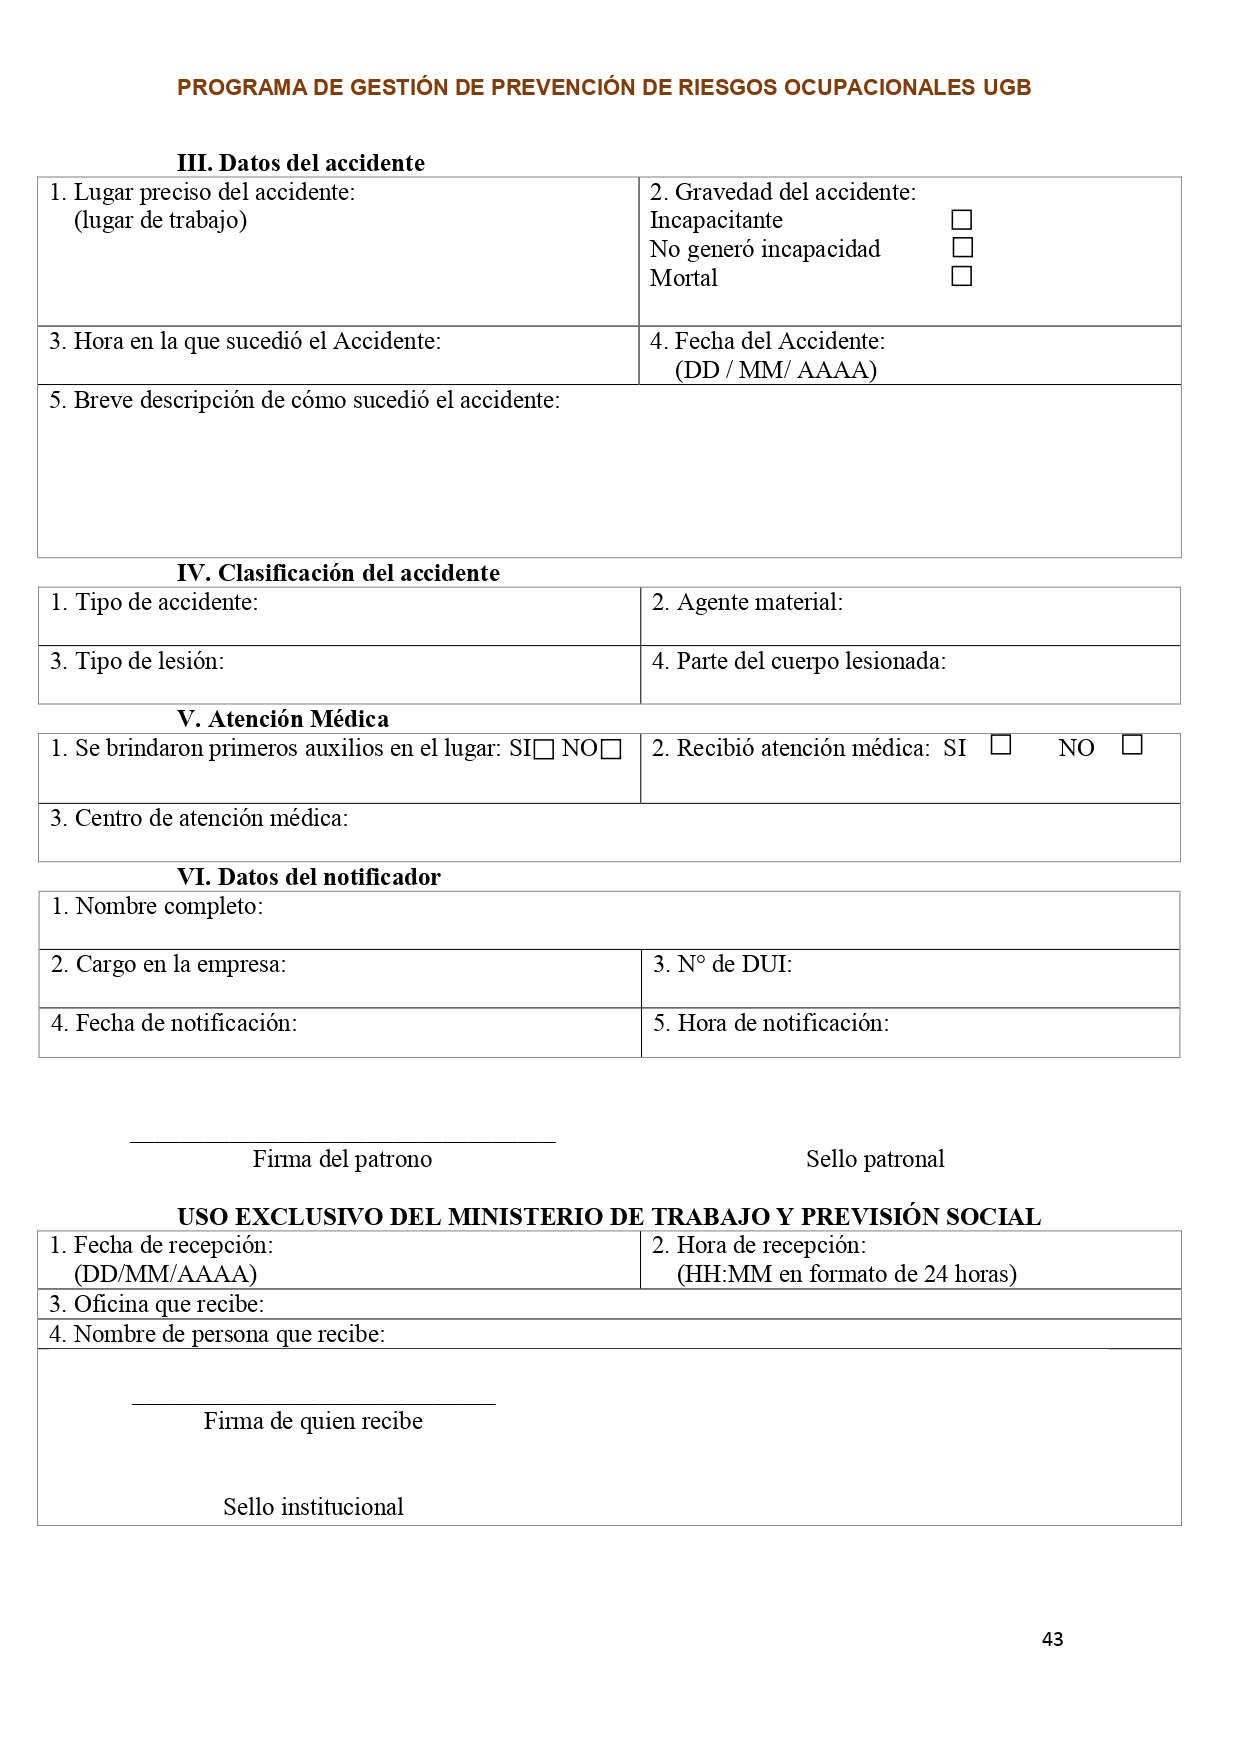 PROGRAMA DE GESTIÓN DE PREVENCIÓN DE RIESGOS OCUPACIONALES UGB
III. Datos del accidente
1. Lugar preciso del accidente:
(lugar de trabajo)
2. Gravedad del accidente:
Incapacitante ☐
No generó incapacidad ☐
Mortal ☐
3. Hora en la que sucedió el Accidente:
4. Fecha del Accidente:
(DD / MM/ AAAA)
5. Breve descripción de cómo sucedió el accidente:
IV. Clasificación del accidente
1. Tipo de accidente:
2. Agente material:
3. Tipo de lesión:
4. Parte del cuerpo lesionada:
V. Atención Médica
1. Se brindaron primeros auxilios en el lugar: SI☐ NO☐
2. Recibió atención médica: SI ☐ NO ☐
3. Centro de atención médica:
VI. Datos del notificador
1. Nombre completo:
2. Cargo en la empresa:
3. N° de DUI:
4. Fecha de notificación:
5. Hora de notificación:
Firma del patrono
Sello patronal
USO EXCLUSIVO DEL MINISTERIO DE TRABAJO Y PREVISIÓN SOCIAL
1. Fecha de recepción:
(DD/MM/AAAA)
2. Hora de recepción:
(HH:MM en formato de 24 horas)
3. Oficina que recibe:
4. Nombre de persona que recibe:
Firma de quien recibe
Sello institucional
43